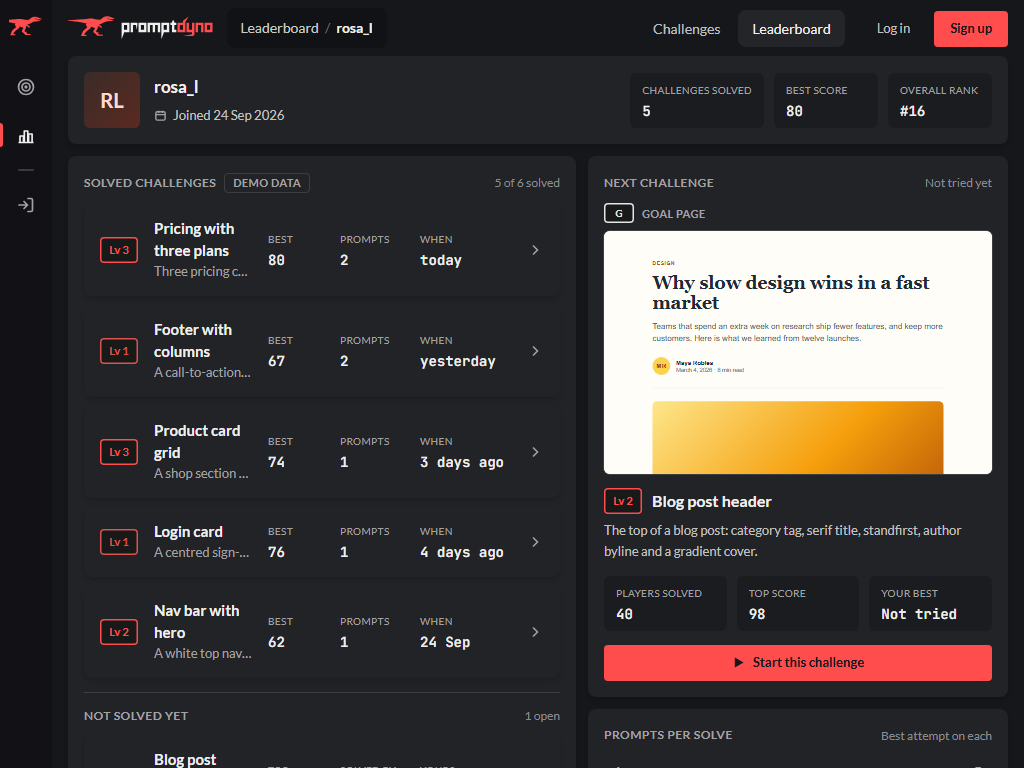 promptdyno
Leaderboard / rosa_l
Challenges
Leaderboard
Log in
Sign up
RL
rosa_l
Joined 24 Sep 2026
CHALLENGES SOLVED
5
BEST SCORE
80
OVERALL RANK
#16
SOLVED CHALLENGES
DEMO DATA
5 of 6 solved
Lv 3
Pricing with
three plans
Three pricing c...
BEST
80
PROMPTS
2
WHEN
today
Lv 1
Footer with
columns
A call-to-action...
BEST
67
PROMPTS
2
WHEN
yesterday
Lv 3
Product card
grid
A shop section ...
BEST
74
PROMPTS
1
WHEN
3 days ago
Lv 1
Login card
A centred sign-...
BEST
76
PROMPTS
1
WHEN
4 days ago
Lv 2
Nav bar with
hero
A white top nav...
BEST
62
PROMPTS
1
WHEN
24 Sep
NOT SOLVED YET
1 open
Blog post
NEXT CHALLENGE
Not tried yet
G
GOAL PAGE
DESIGN
Why slow design wins in a fast
market
Teams that spend an extra week on research ship fewer features, and keep more
customers. Here is what we learned from twelve launches.
MR
Maya Robles
March 4, 2026 · 8 min read
Lv 2
Blog post header
The top of a blog post: category tag, serif title, standfirst, author
byline and a gradient cover.
PLAYERS SOLVED
40
TOP SCORE
98
YOUR BEST
Not tried
Start this challenge
PROMPTS PER SOLVE
Best attempt on each